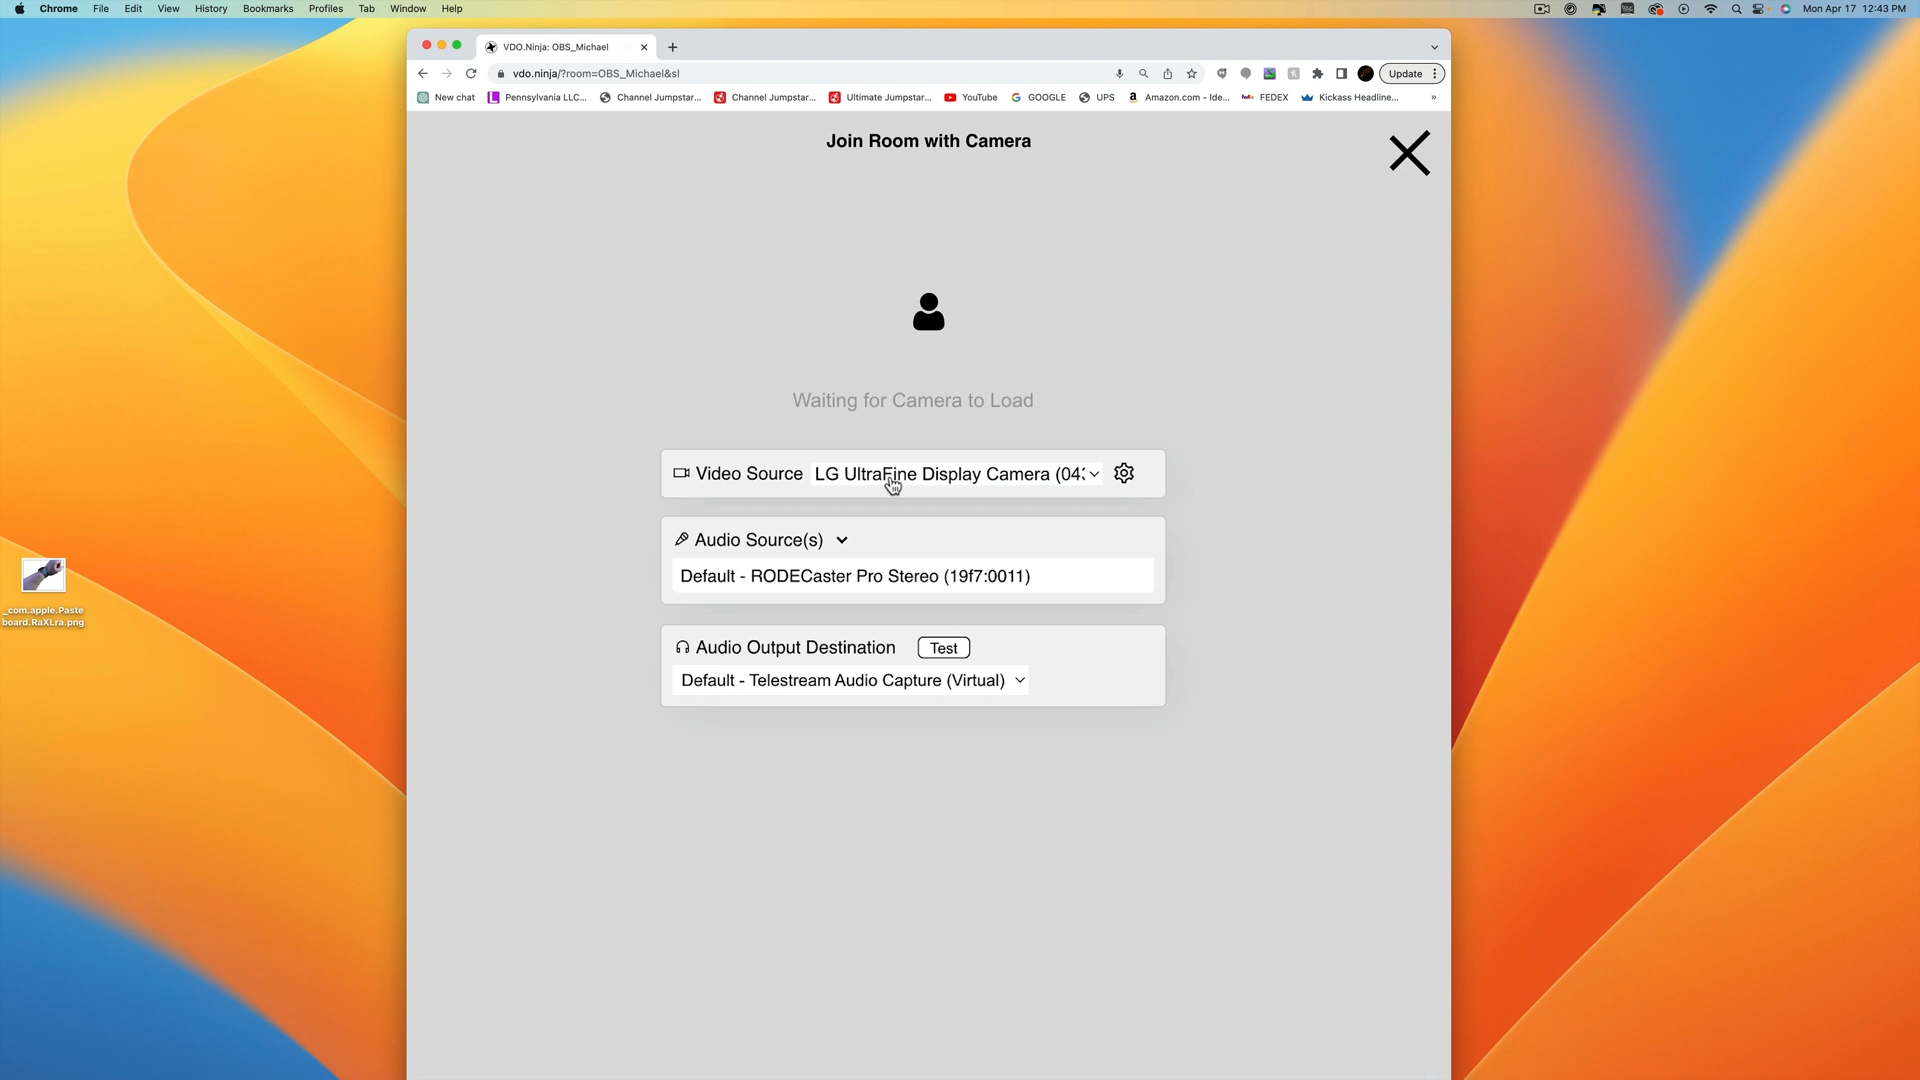 Chrome File Edit View History Bookmarks Profiles Tab Window Help Mon Apr 17 12:43 PM
VDO.Ninja: OBS_Michael
vdo.ninja/?room=OBS_Michael&sl Update
New chat Pennsylvania LLC... Channel Jumpstar... Channel Jumpstar... Ultimate Jumpstar... YouTube GOOGLE UPS Amazon.com - Ide... FEDEX Kickass Headline... »
Join Room with Camera
Waiting for Camera to Load
Video Source LG UltraFine Display Camera (043
Audio Source(s)
Default - RODECaster Pro Stereo (19f7:0011)
Audio Output Destination Test
Default - Telestream Audio Capture (Virtual)
_com.apple.Paste
board.RaXLra.png